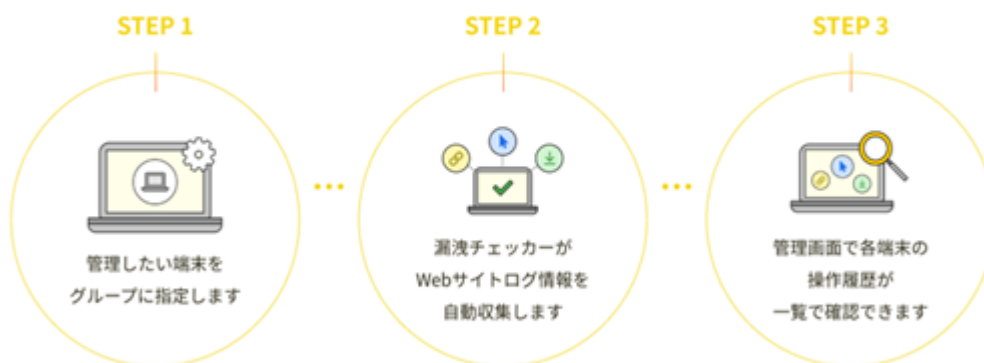 STEP 1
管理したい端末を
グループに指定します
STEP 2
漏洩チェッカーが
Webサイトログ情報を
自動収集します
STEP 3
管理画面で各端末の
操作履歴が
一覧で確認できます